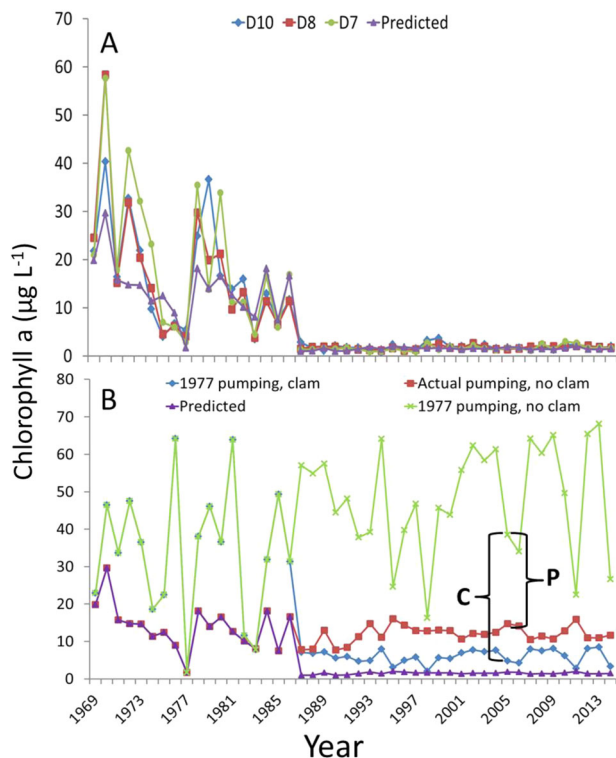 D10 D8 D7 Predicted
A
70
60
50
40
30
20
10
0
Chlorophyll a (µg L⁻¹)
1977 pumping, clam Actual pumping, no clam
Predicted 1977 pumping, no clam
B
80
70
60
50
40
30
20
10
0
C P
1969 1973 1977 1981 1985 1989 1993 1997 2001 2005 2009 2013
Year